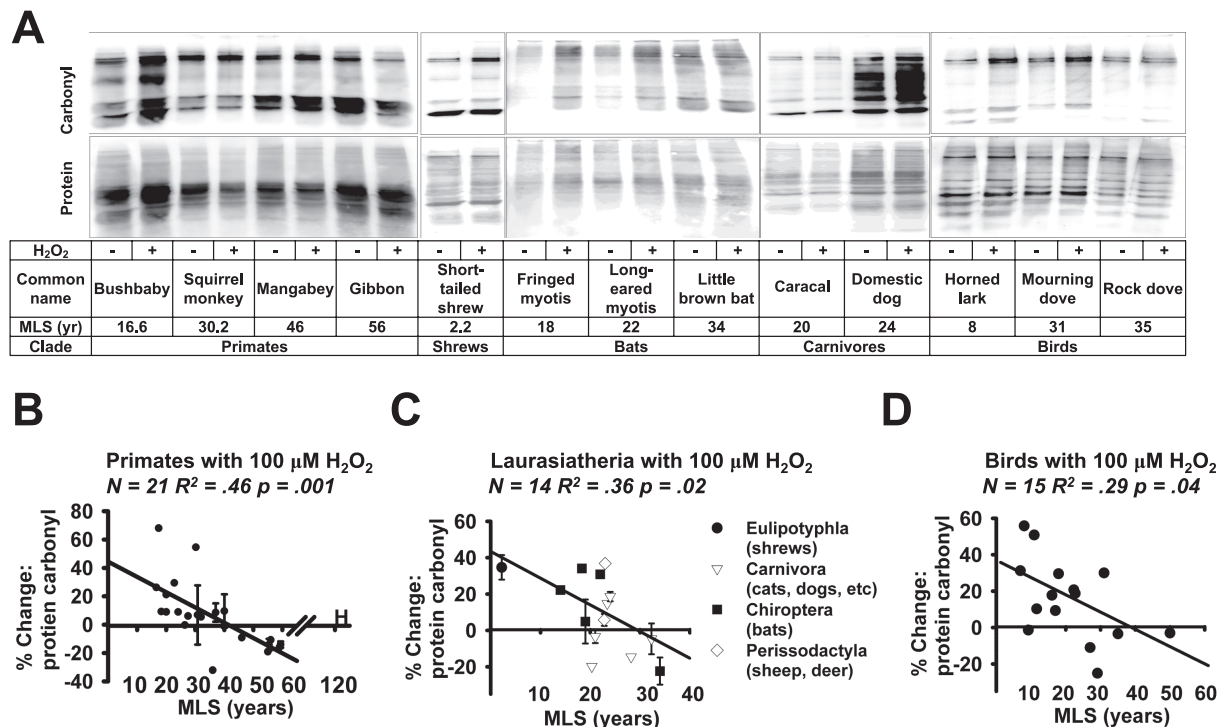 A
Carbonyl
Protein
H2O2 - + - + - + - + - + - + - + - + - + - + - + - + - +
Common name Bushbaby Squirrel monkey Mangabey Gibbon Short-tailed shrew Fringed myotis Long-eared myotis Little brown bat Caracal Domestic dog Horned lark Mourning dove Rock dove
MLS (yr) 16.6 30.2 46 56 2.2 18 22 34 20 24 8 31 35
Clade Primates Shrews Bats Carnivores Birds
B
Primates with 100 µM H2O2
N = 21 R² = .46 p = .001
% Change:
protien carbonyl
80
60
40
20
0
-20
-40
H
10 20 30 40 50 60 120
MLS (years)
C
Laurasiatheria with 100 µM H2O2
N = 14 R² = .36 p = .02
% Change:
protein carbonyl
60
40
20
0
-20
10 20 30 40
MLS (years)
Eulipotyphla
(shrews)
Carnivora
(cats, dogs, etc)
Chiroptera
(bats)
Perissodactyla
(sheep, deer)
D
Birds with 100 µM H2O2
N = 15 R² = .29 p = .04
% Change:
protein carbonyl
60
40
20
0
-20
10 20 30 40 50 60
MLS (years)